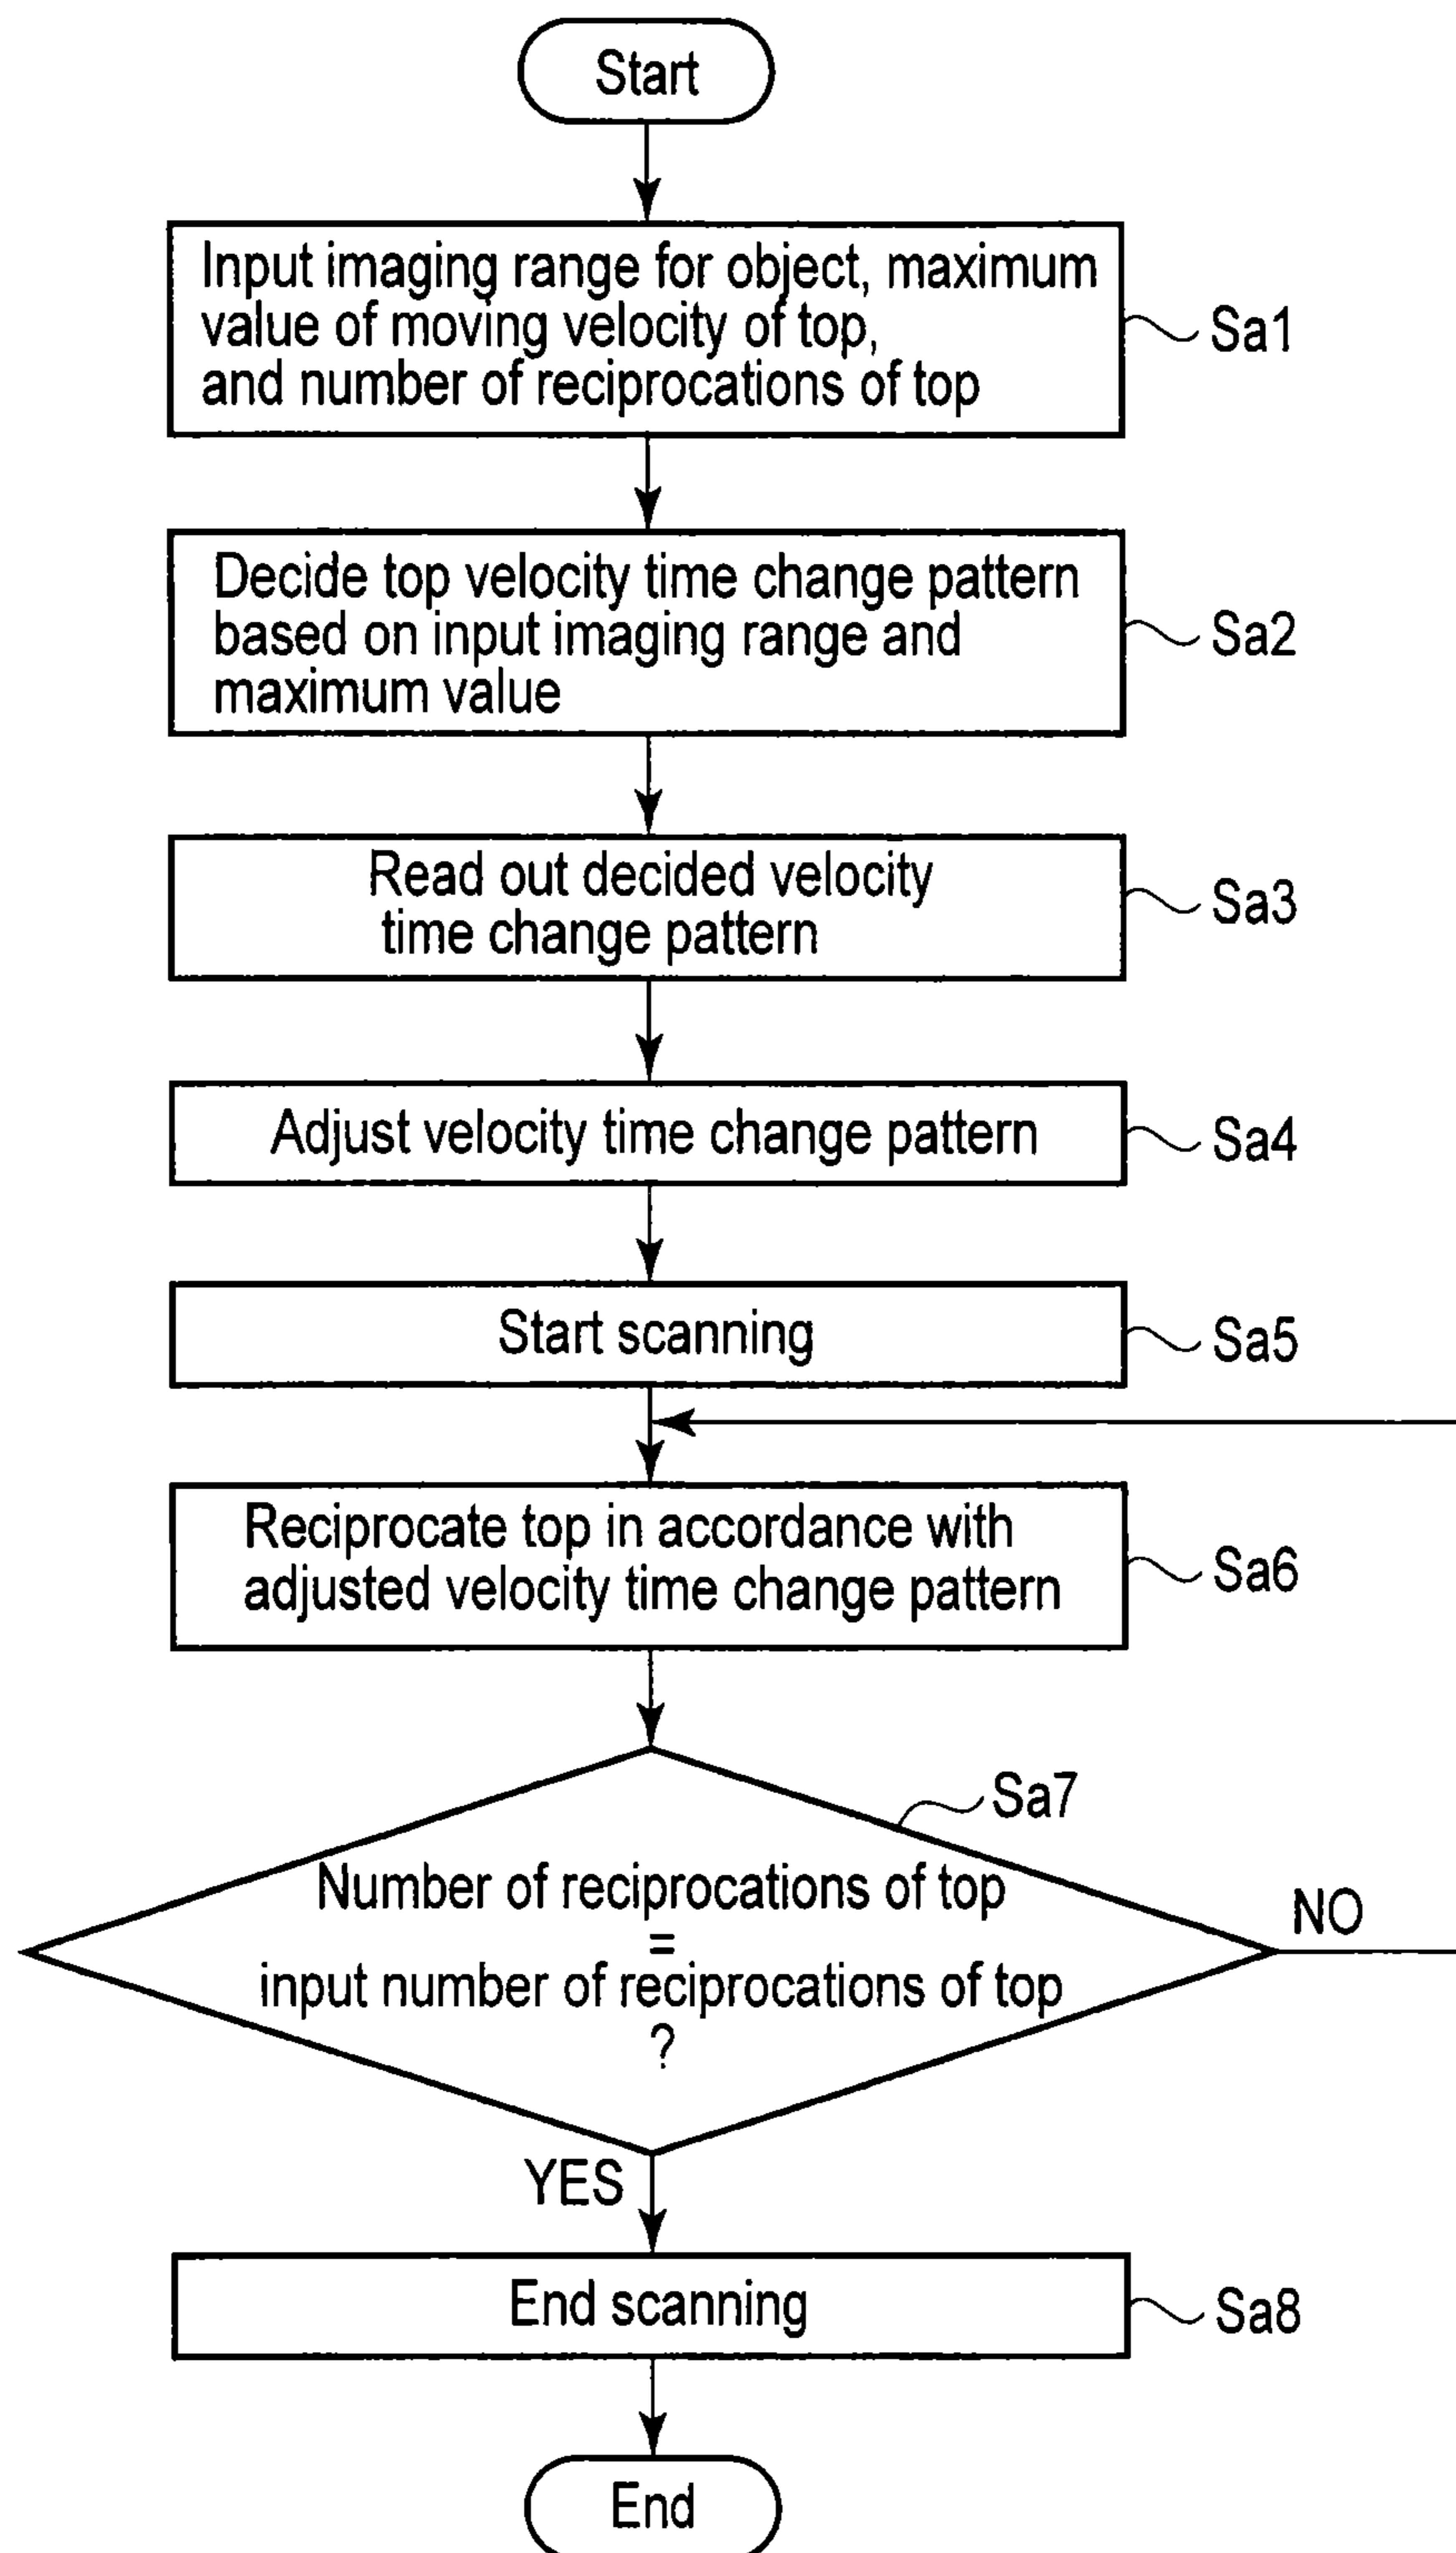 Start
Input imaging range for object, maximum
value of moving velocity of top,
and number of reciprocations of top
Sa1
Decide top velocity time change pattern
based on input imaging range and
maximum value
Sa2
Read out decided velocity
time change pattern
Sa3
Adjust velocity time change pattern
Sa4
Start scanning
Sa5
Reciprocate top in accordance with
adjusted velocity time change pattern
Sa6
Sa7
Number of reciprocations of top
=
input number of reciprocations of top
?
NO
YES
End scanning
Sa8
End